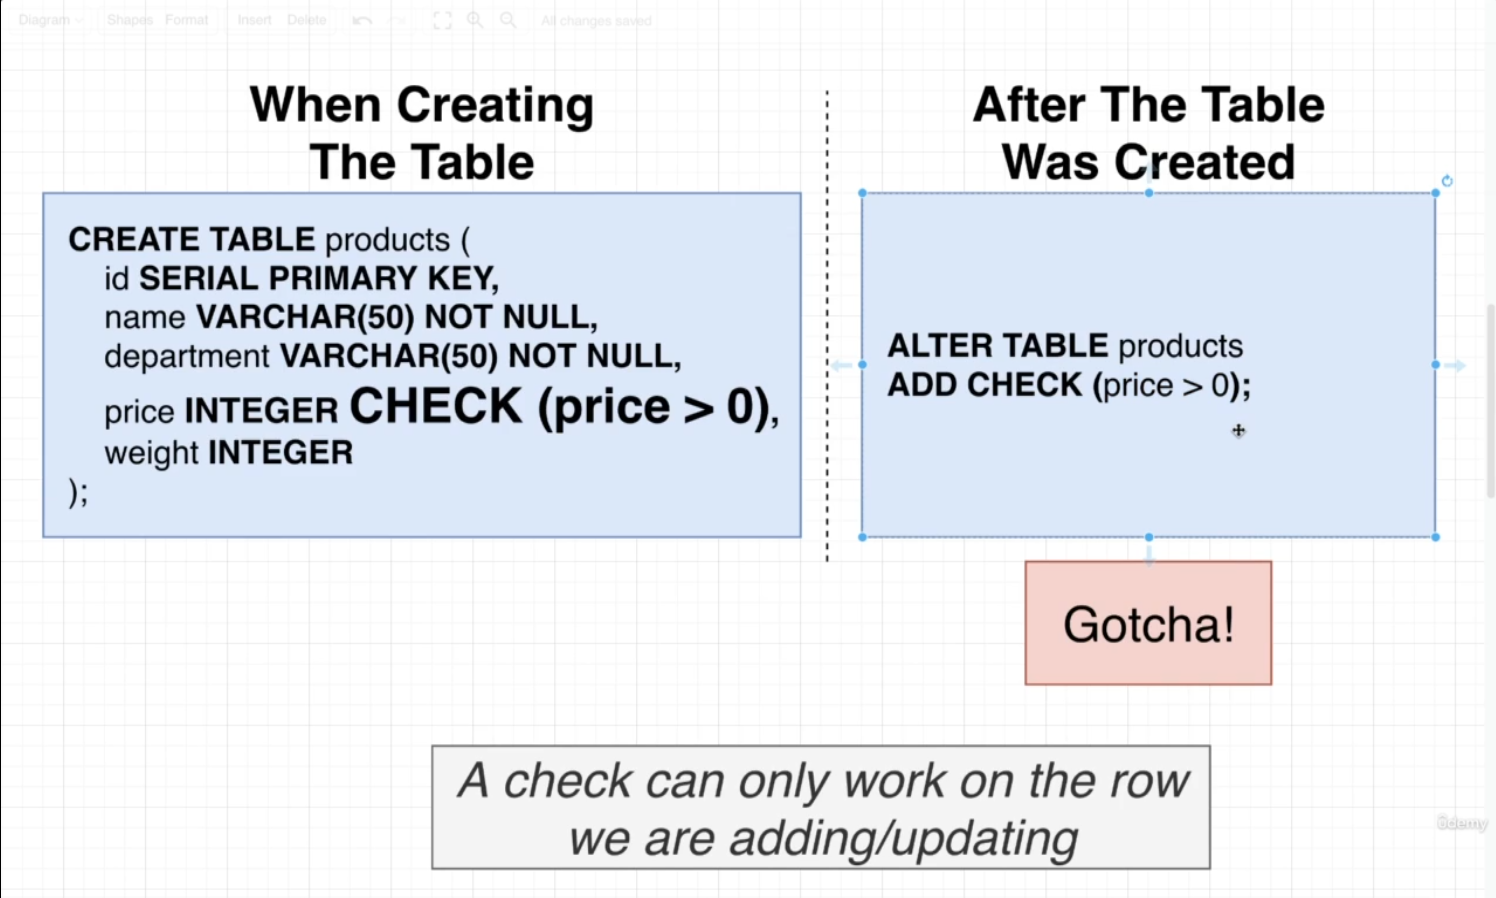 Diagram
Shapes Format Insert Delete All changes saved
When Creating
The Table
CREATE TABLE products (
id SERIAL PRIMARY KEY,
name VARCHAR(50) NOT NULL,
department VARCHAR(50) NOT NULL,
price INTEGER CHECK (price > 0),
weight INTEGER
);
After The Table
Was Created
ALTER TABLE products
ADD CHECK (price > 0);
Gotcha!
A check can only work on the row
we are adding/updating
ûdemy